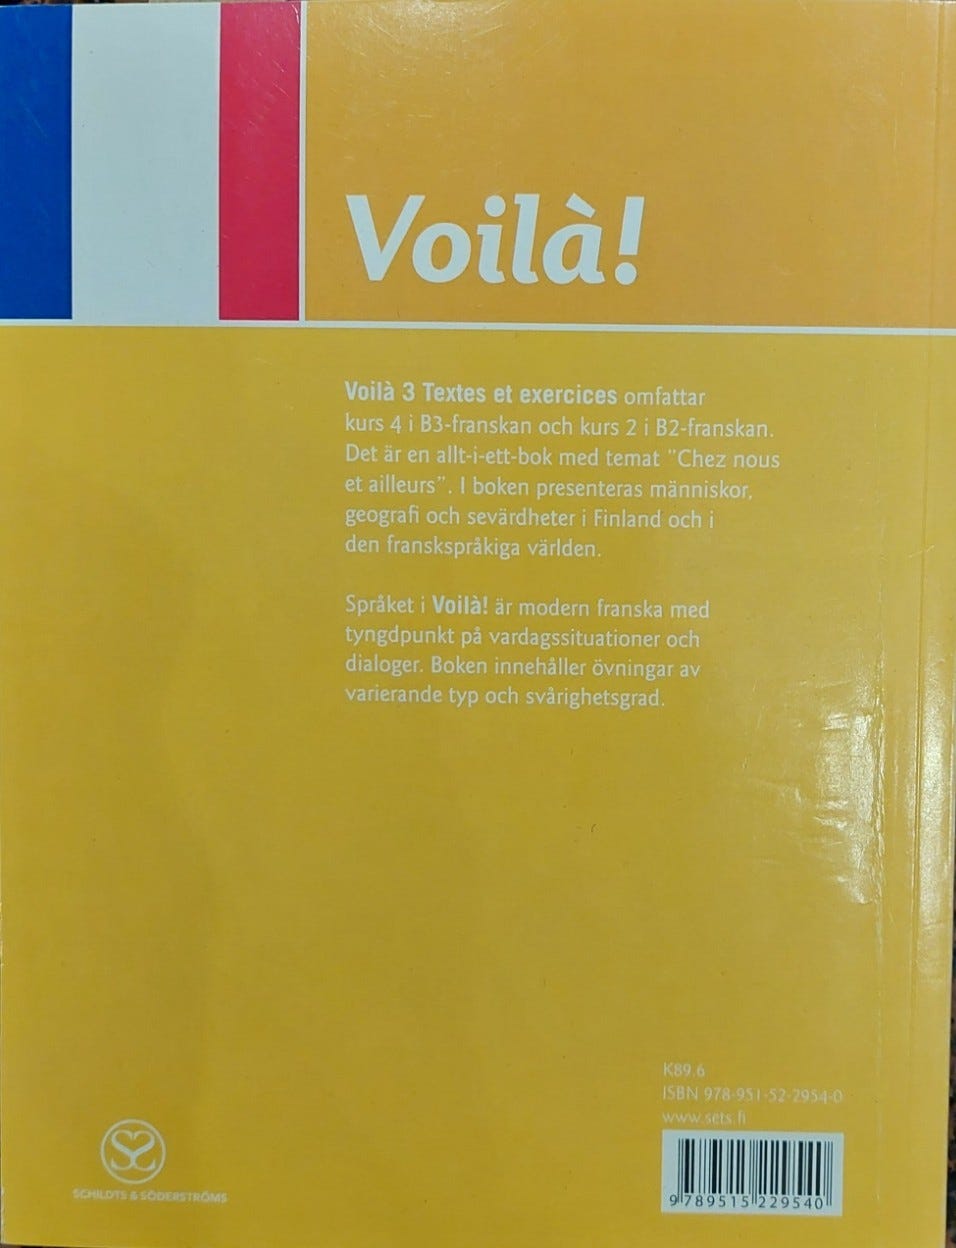 Voilà!
Voilà 3 Textes et exercices omfattar
kurs 4 i B3-franskan och kurs 2 i B2-franskan.
Det är en allt-i-ett-bok med temat "Chez nous
et ailleurs". I boken presenteras människor,
geografi och sevärdheter i Finland och i
den franskspråkiga världen.
Språket i Voilà! är modern franska med
tyngdpunkt på vardagssituationer och
dialoger. Boken innehåller övningar av
varierande typ och svårighetsgrad.
K89.6
ISBN 978-951-52-2954-0
www.sets.fi
9 789515 229540
SCHILDTS & SÖDERSTRÖMS